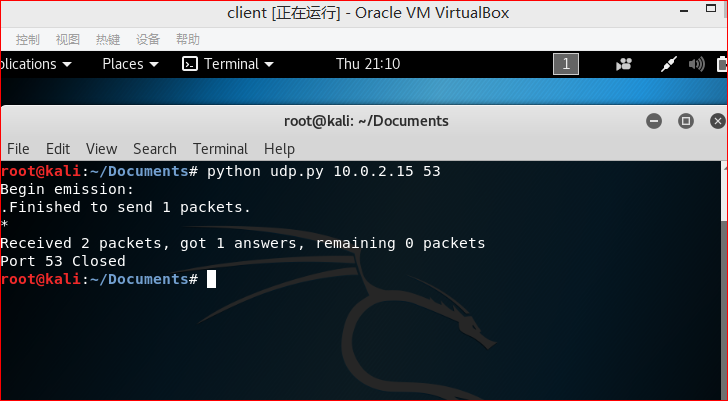 client [正在运行] - Oracle VM VirtualBox
控制 视图 热键 设备 帮助
plications Places Terminal Thu 21:10 1
root@kali: ~/Documents
File Edit View Search Terminal Help
root@kali:~/Documents# python udp.py 10.0.2.15 53
Begin emission:
.Finished to send 1 packets.
*
Received 2 packets, got 1 answers, remaining 0 packets
Port 53 Closed
root@kali:~/Documents#